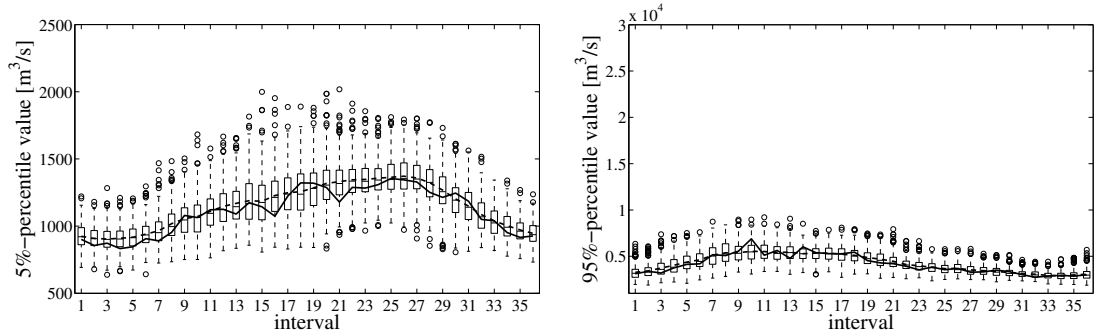 5%−percentile value [m³/s]
2500
2000
1500
1000
500
1 3 5 7 9 11 13 15 17 19 21 23 25 27 29 31 33 35
interval
95%−percentile value [m³/s]
x 10⁴
3
2.5
2
1.5
1
0.5
1 3 5 7 9 11 13 15 17 19 21 23 25 27 29 31 33 35
interval